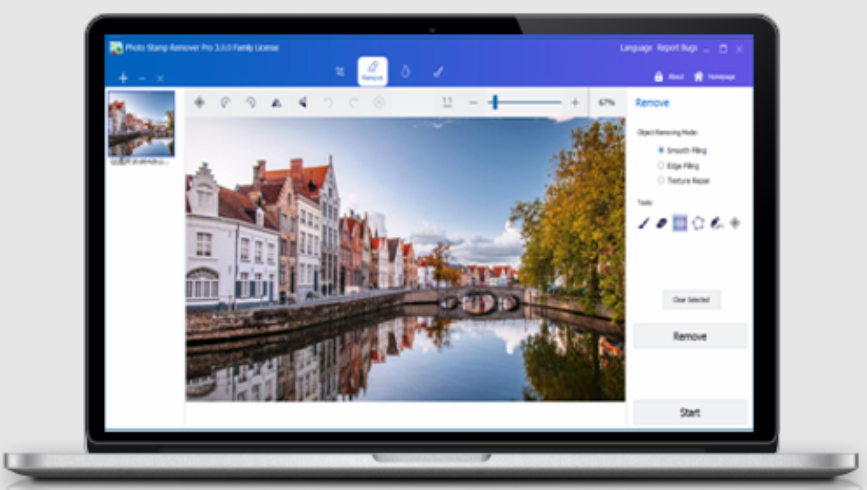 Photo Stamp Remover Pro 3.0.0 Family License
Language Report Bugs
Remove
About Homepage
1:1
67%
Remove
Object Removing Mode:
Smooth Filling
Edge Filling
Texture Repair
Tools:
Clear Selected
Remove
Start